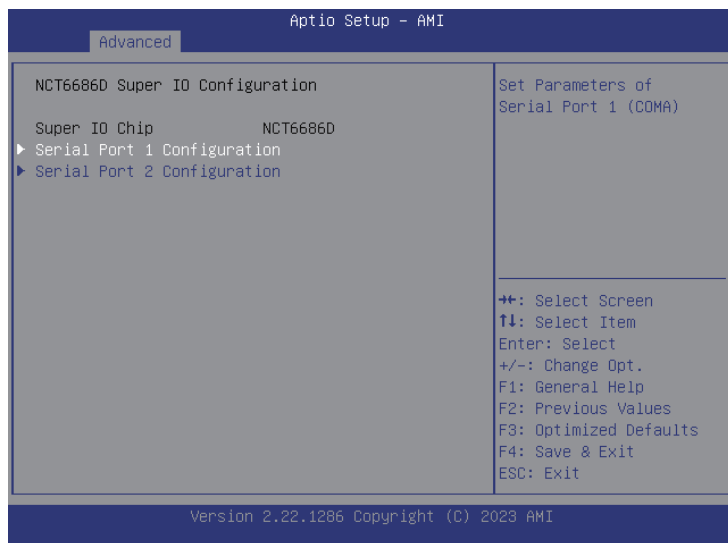 Aptio Setup – AMI
Advanced
NCT6686D Super IO Configuration
Super IO Chip NCT6686D
Serial Port 1 Configuration
Serial Port 2 Configuration
Set Parameters of
Serial Port 1 (COMA)
→←: Select Screen
↑↓: Select Item
Enter: Select
+/-: Change Opt.
F1: General Help
F2: Previous Values
F3: Optimized Defaults
F4: Save & Exit
ESC: Exit
Version 2.22.1286 Copyright (C) 2023 AMI